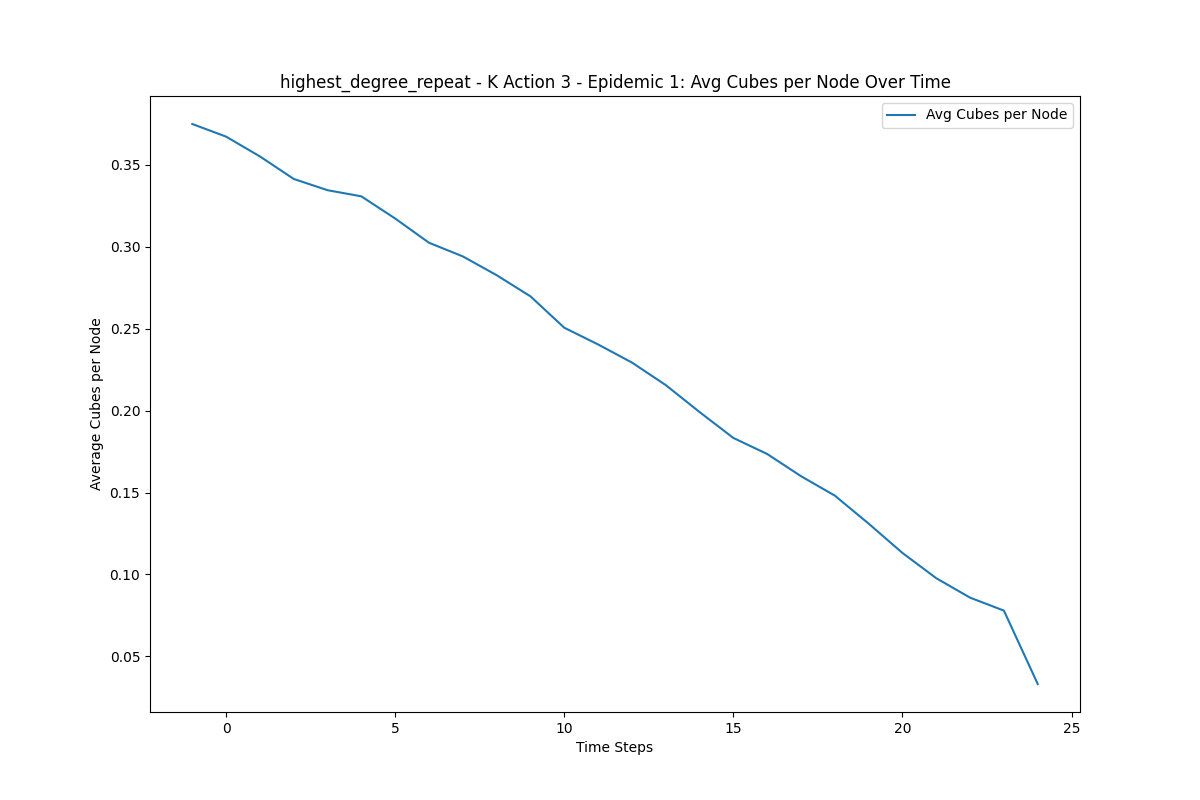 highest_degree_repeat - K Action 3 - Epidemic 1: Avg Cubes per Node Over Time
Avg Cubes per Node
Average Cubes per Node
0.35
0.30
0.25
0.20
0.15
0.10
0.05
0 5 10 15 20 25
Time Steps